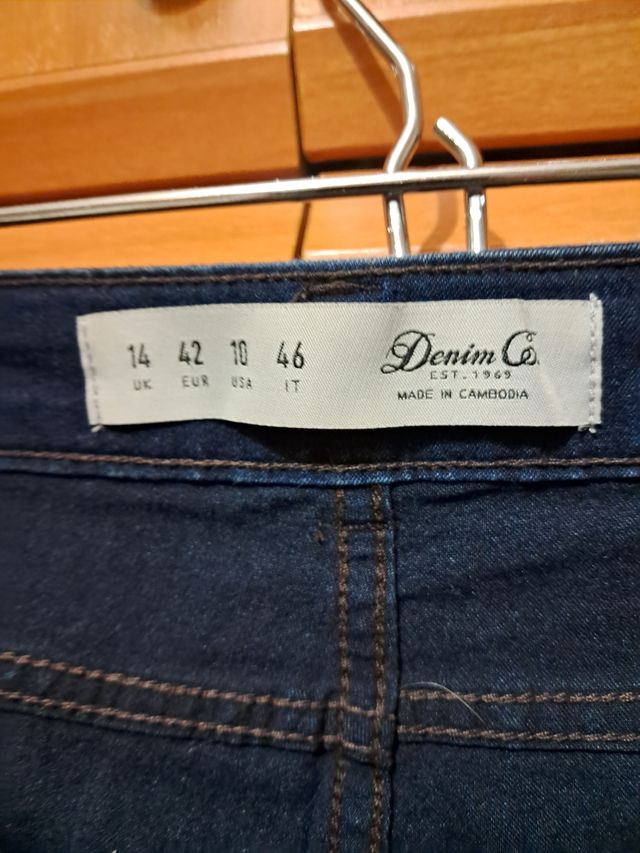 14 42 10 46
UK EUR USA IT
Denim Co.
EST. 1969
MADE IN CAMBODIA